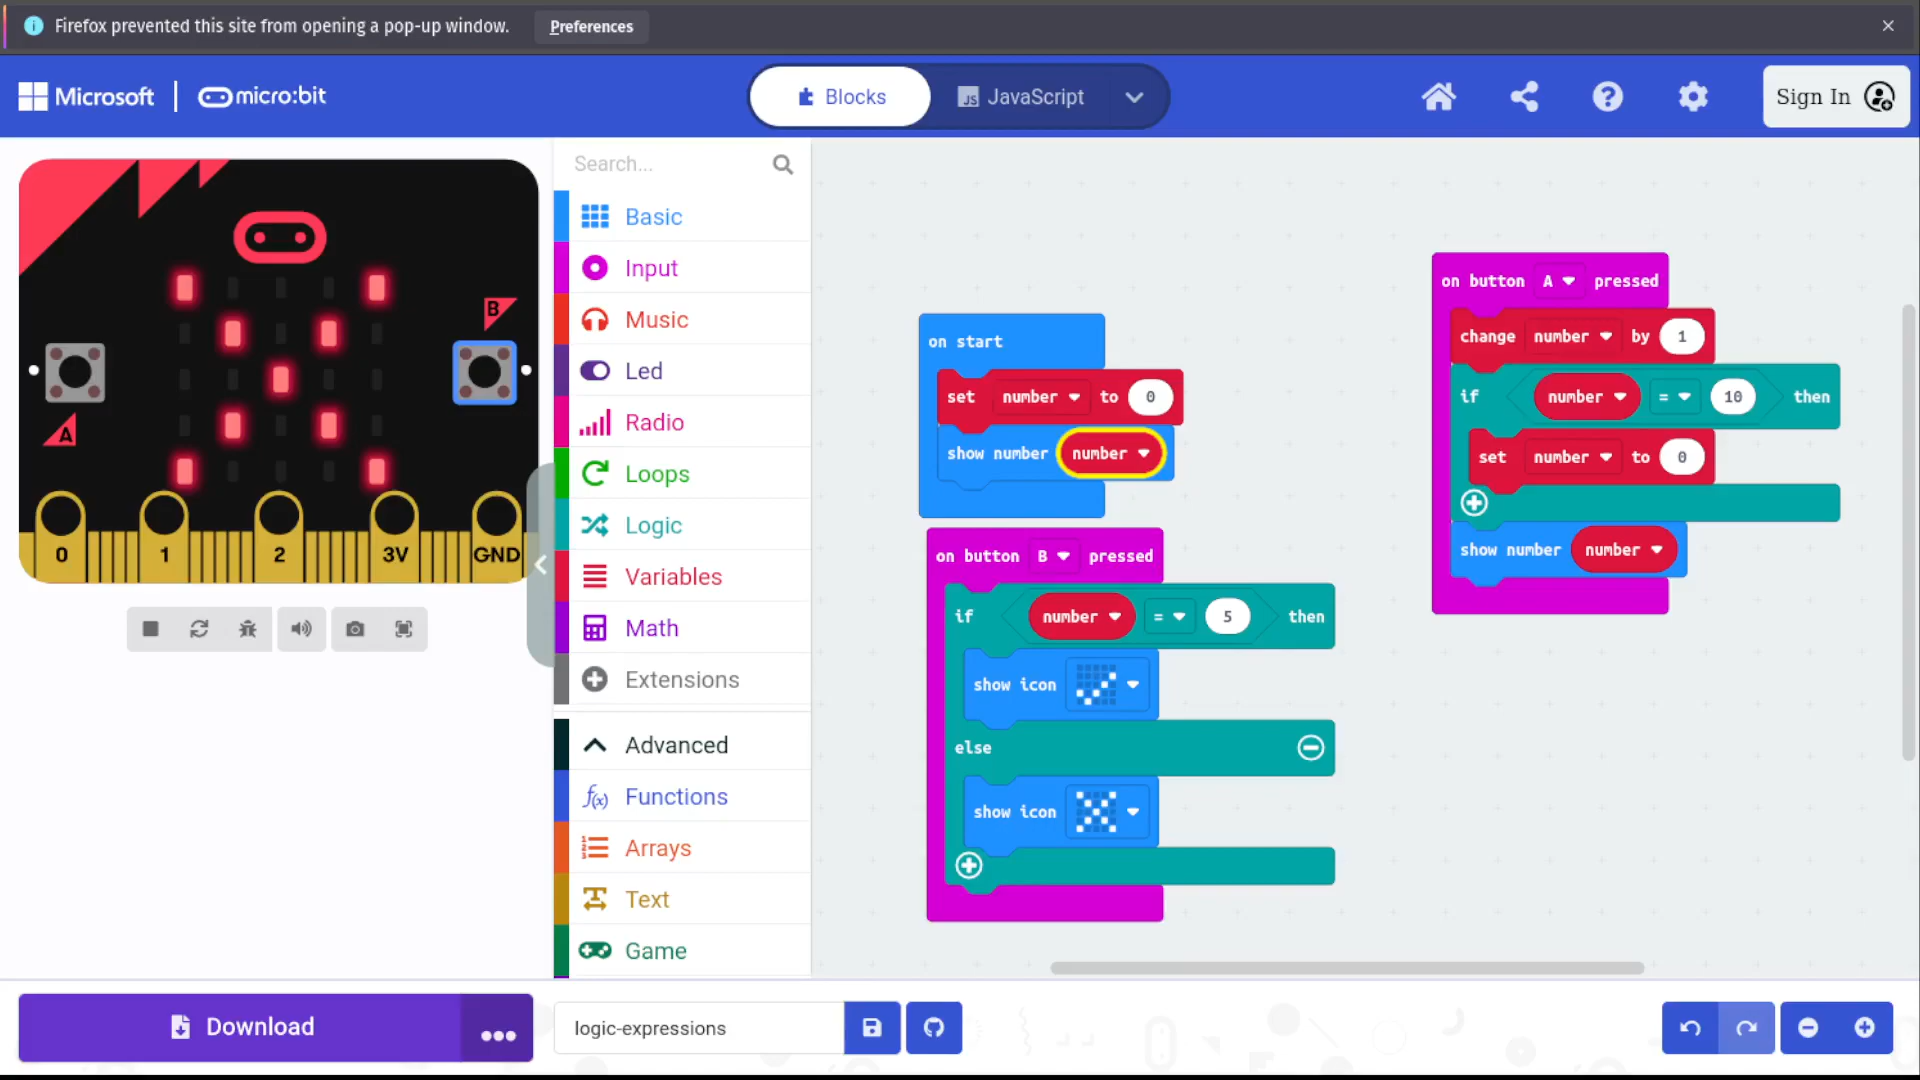 Firefox prevented this site from opening a pop-up window. Preferences
Microsoft | micro:bit
Blocks JavaScript
Sign In
Search...
Basic
Input
Music
Led
Radio
Loops
Logic
Variables
Math
Extensions
Advanced
Functions
Arrays
Text
Game
A
B
0 1 2 3V GND
on start
set number to 0
show number number
on button B pressed
if number = 5 then
show icon
else
show icon
on button A pressed
change number by 1
if number = 10 then
set number to 0
show number number
Download
logic-expressions